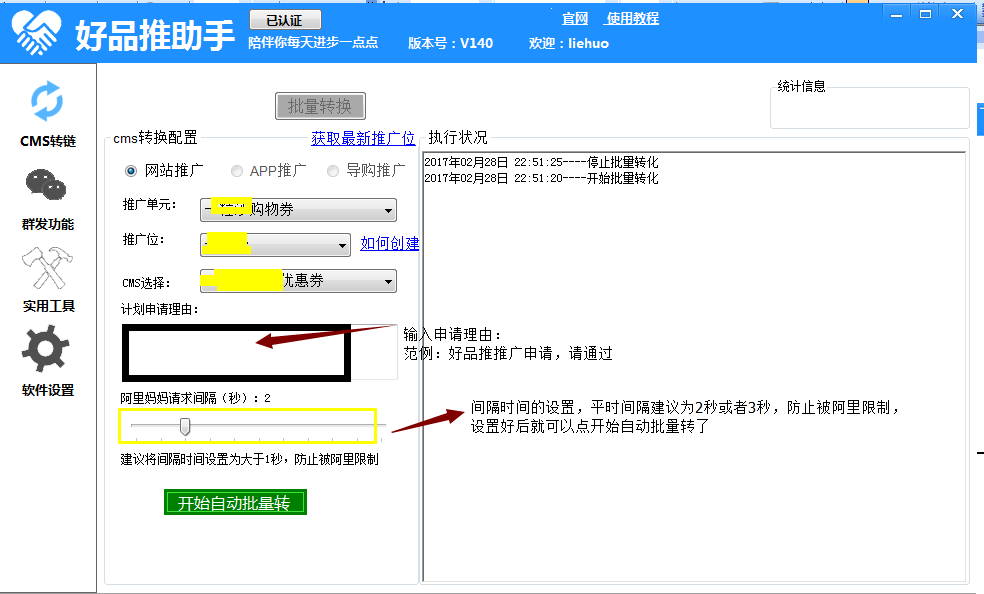 好品推助手
已认证
陪伴你每天进步一点点
版本号：V140
欢迎：liehuo
官网
使用教程
CMS转链
群发功能
实用工具
软件设置
批量转换
统计信息
cms转换配置
获取最新推广位
执行状况
网站推广
APP推广
导购推广
2017年02月28日 22:51:25----停止批量转化
2017年02月28日 22:51:20----开始批量转化
推广单元：
购物券
推广位：
如何创建
CMS选择：
优惠券
计划申请理由：
输入申请理由：
范例：好品推推广申请，请通过
阿里妈妈请求间隔（秒）：2
间隔时间的设置，平时间隔建议为2秒或者3秒，防止被阿里限制，
设置好后就可以点开始自动批量转了
建议将间隔时间设置为大于1秒，防止被阿里限制
开始自动批量转